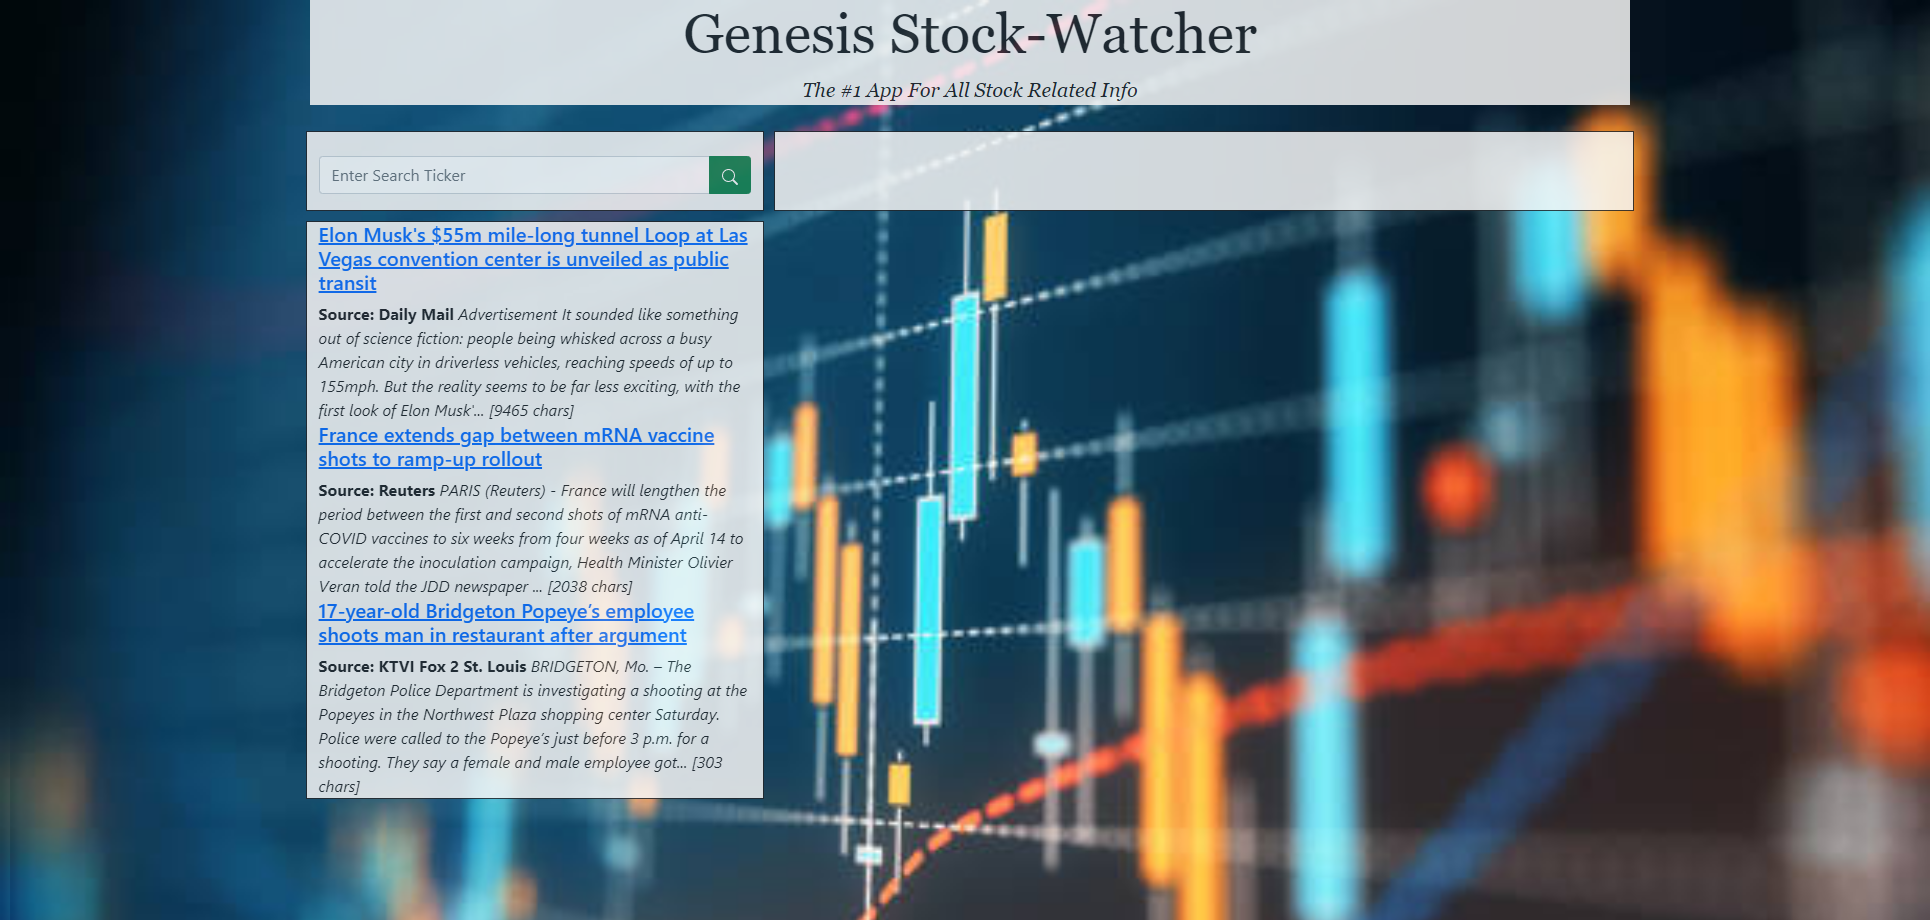 Genesis Stock-Watcher
The #1 App For All Stock Related Info
Enter Search Ticker
Elon Musk's $55m mile-long tunnel Loop at Las
Vegas convention center is unveiled as public
transit
Source: Daily Mail Advertisement It sounded like something
out of science fiction: people being whisked across a busy
American city in driverless vehicles, reaching speeds of up to
155mph. But the reality seems to be far less exciting, with the
first look of Elon Musk'... [9465 chars]
France extends gap between mRNA vaccine
shots to ramp-up rollout
Source: Reuters PARIS (Reuters) - France will lengthen the
period between the first and second shots of mRNA anti-
COVID vaccines to six weeks from four weeks as of April 14 to
accelerate the inoculation campaign, Health Minister Olivier
Veran told the JDD newspaper ... [2038 chars]
17-year-old Bridgeton Popeye’s employee
shoots man in restaurant after argument
Source: KTVI Fox 2 St. Louis BRIDGETON, Mo. – The
Bridgeton Police Department is investigating a shooting at the
Popeyes in the Northwest Plaza shopping center Saturday.
Police were called to the Popeye’s just before 3 p.m. for a
shooting. They say a female and male employee got... [303
chars]